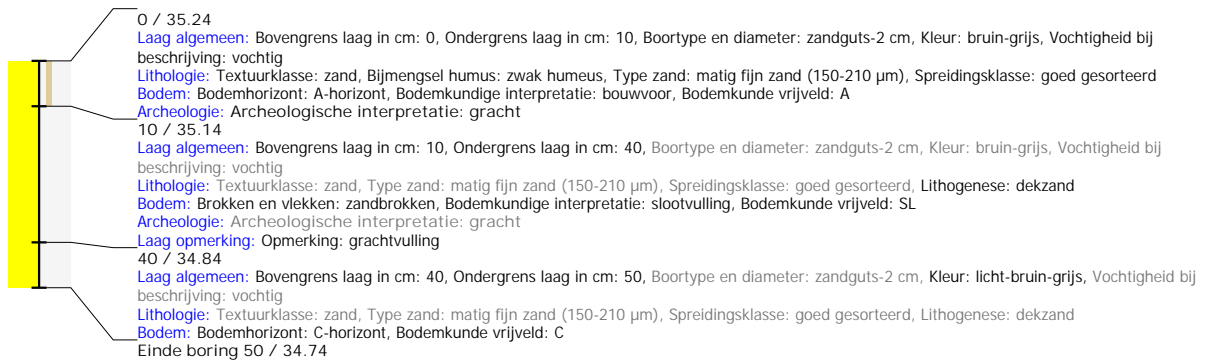 0 / 35.24
Laag algemeen: Bovengrens laag in cm: 0, Ondergrens laag in cm: 10, Boortype en diameter: zandguts-2 cm, Kleur: bruin-grijs, Vochtigheid bij
beschrijving: vochtig
Lithologie: Textuurklasse: zand, Bijmengsel humus: zwak humeus, Type zand: matig fijn zand (150-210 µm), Spreidingsklasse: goed gesorteerd
Bodem: Bodemhorizont: A-horizont, Bodemkundige interpretatie: bouwvoor, Bodemkunde vrijveld: A
Archeologie: Archeologische interpretatie: gracht
10 / 35.14
Laag algemeen: Bovengrens laag in cm: 10, Ondergrens laag in cm: 40, Boortype en diameter: zandguts-2 cm, Kleur: bruin-grijs, Vochtigheid bij
beschrijving: vochtig
Lithologie: Textuurklasse: zand, Type zand: matig fijn zand (150-210 µm), Spreidingsklasse: goed gesorteerd, Lithogenese: dekzand
Bodem: Brokken en vlekken: zandbrokken, Bodemkundige interpretatie: slootvulling, Bodemkunde vrijveld: SL
Archeologie: Archeologische interpretatie: gracht
Laag opmerking: Opmerking: grachtvulling
40 / 34.84
Laag algemeen: Bovengrens laag in cm: 40, Ondergrens laag in cm: 50, Boortype en diameter: zandguts-2 cm, Kleur: licht-bruin-grijs, Vochtigheid bij
beschrijving: vochtig
Lithologie: Textuurklasse: zand, Type zand: matig fijn zand (150-210 µm), Spreidingsklasse: goed gesorteerd, Lithogenese: dekzand
Bodem: Bodemhorizont: C-horizont, Bodemkunde vrijveld: C
Einde boring 50 / 34.74